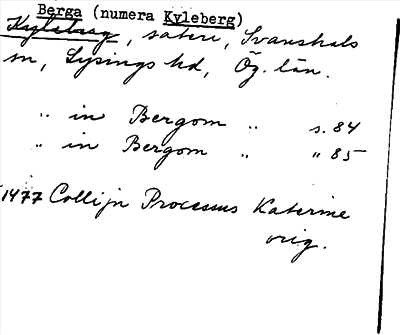 Berga (numera Kyleberg)
Kyleberg, säteri, Svanshals
sn, Lysings hd, Ög. län.
" in Bergom " s. 84
" in Bergom " " 85
1477 Collijn Processus Katerine
orig.